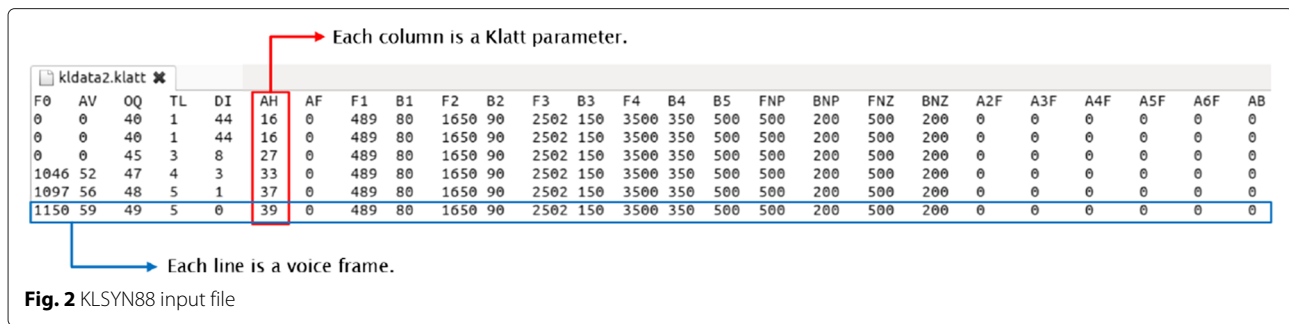 Each column is a Klatt parameter.
kldata2.klatt ✖
F0 AV OQ TL DI AH AF F1 B1 F2 B2 F3 B3 F4 B4 B5 FNP BNP FNZ BNZ A2F A3F A4F A5F A6F AB
0 0 40 1 44 16 0 489 80 1650 90 2502 150 3500 350 500 500 200 500 200 0 0 0 0 0 0
0 0 40 1 44 16 0 489 80 1650 90 2502 150 3500 350 500 500 200 500 200 0 0 0 0 0 0
0 0 45 3 8 27 0 489 80 1650 90 2502 150 3500 350 500 500 200 500 200 0 0 0 0 0 0
1046 52 47 4 3 33 0 489 80 1650 90 2502 150 3500 350 500 500 200 500 200 0 0 0 0 0 0
1097 56 48 5 1 37 0 489 80 1650 90 2502 150 3500 350 500 500 200 500 200 0 0 0 0 0 0
1150 59 49 5 0 39 0 489 80 1650 90 2502 150 3500 350 500 500 200 500 200 0 0 0 0 0 0
Each line is a voice frame.
Fig. 2 KLSYN88 input file